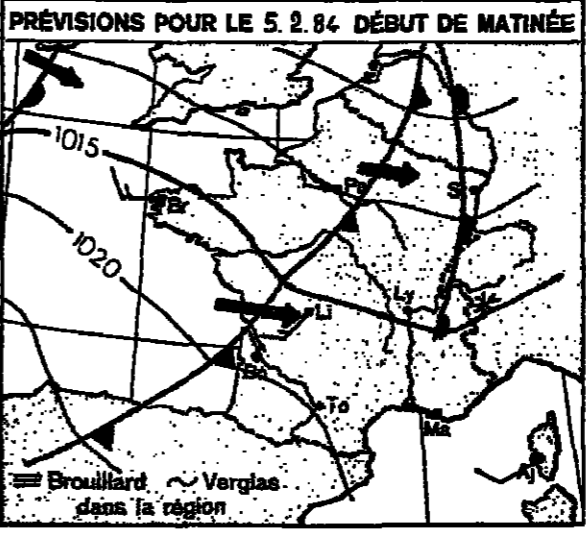 PRÉVISIONS POUR LE 5.2.84 DÉBUT DE MATINÉE
1015
Pa
St
Br
1020
Ly
Li
Bo
To
Ma
Aj
Brouillard Verglas
dans la région